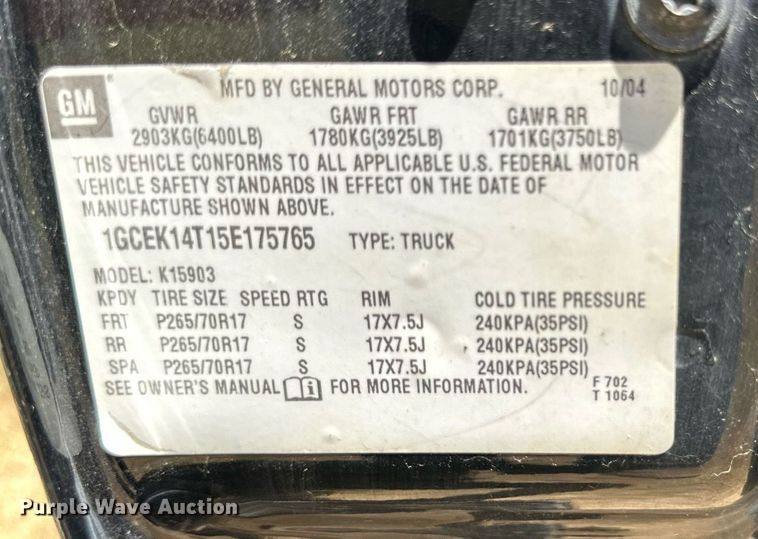 GM
MFD BY GENERAL MOTORS CORP. 10/04
GVWR GAWR FRT GAWR RR
2903KG(6400LB) 1780KG(3925LB) 1701KG(3750LB)
THIS VEHICLE CONFORMS TO ALL APPLICABLE U.S. FEDERAL MOTOR
VEHICLE SAFETY STANDARDS IN EFFECT ON THE DATE OF
MANUFACTURE SHOWN ABOVE.
1GCEK14T15E175765 TYPE: TRUCK
MODEL: K15903
KPDY TIRE SIZE SPEED RTG RIM COLD TIRE PRESSURE
FRT P265/70R17 S 17X7.5J 240KPA(35PSI)
RR P265/70R17 S 17X7.5J 240KPA(35PSI)
SPA P265/70R17 S 17X7.5J 240KPA(35PSI)
SEE OWNER'S MANUAL i FOR MORE INFORMATION.
F 702
T 1064
Purple Wave Auction